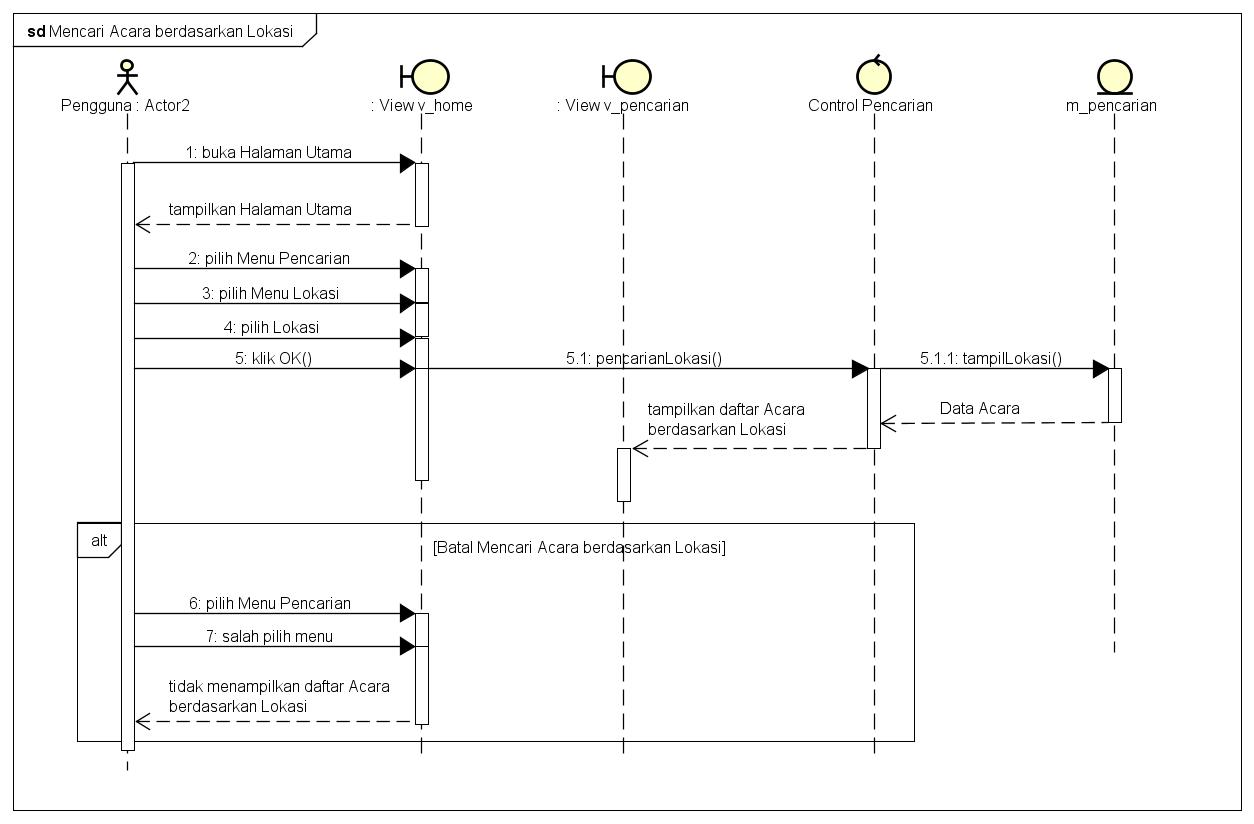 sd Mencari Acara berdasarkan Lokasi
Pengguna : Actor2
: View v_home
: View v_pencarian
Control Pencarian
m_pencarian
1: buka Halaman Utama
tampilkan Halaman Utama
2: pilih Menu Pencarian
3: pilih Menu Lokasi
4: pilih Lokasi
5: klik OK()
5.1: pencarianLokasi()
5.1.1: tampilLokasi()
Data Acara
tampilkan daftar Acara
berdasarkan Lokasi
alt
[Batal Mencari Acara berdasarkan Lokasi]
6: pilih Menu Pencarian
7: salah pilih menu
tidak menampilkan daftar Acara
berdasarkan Lokasi